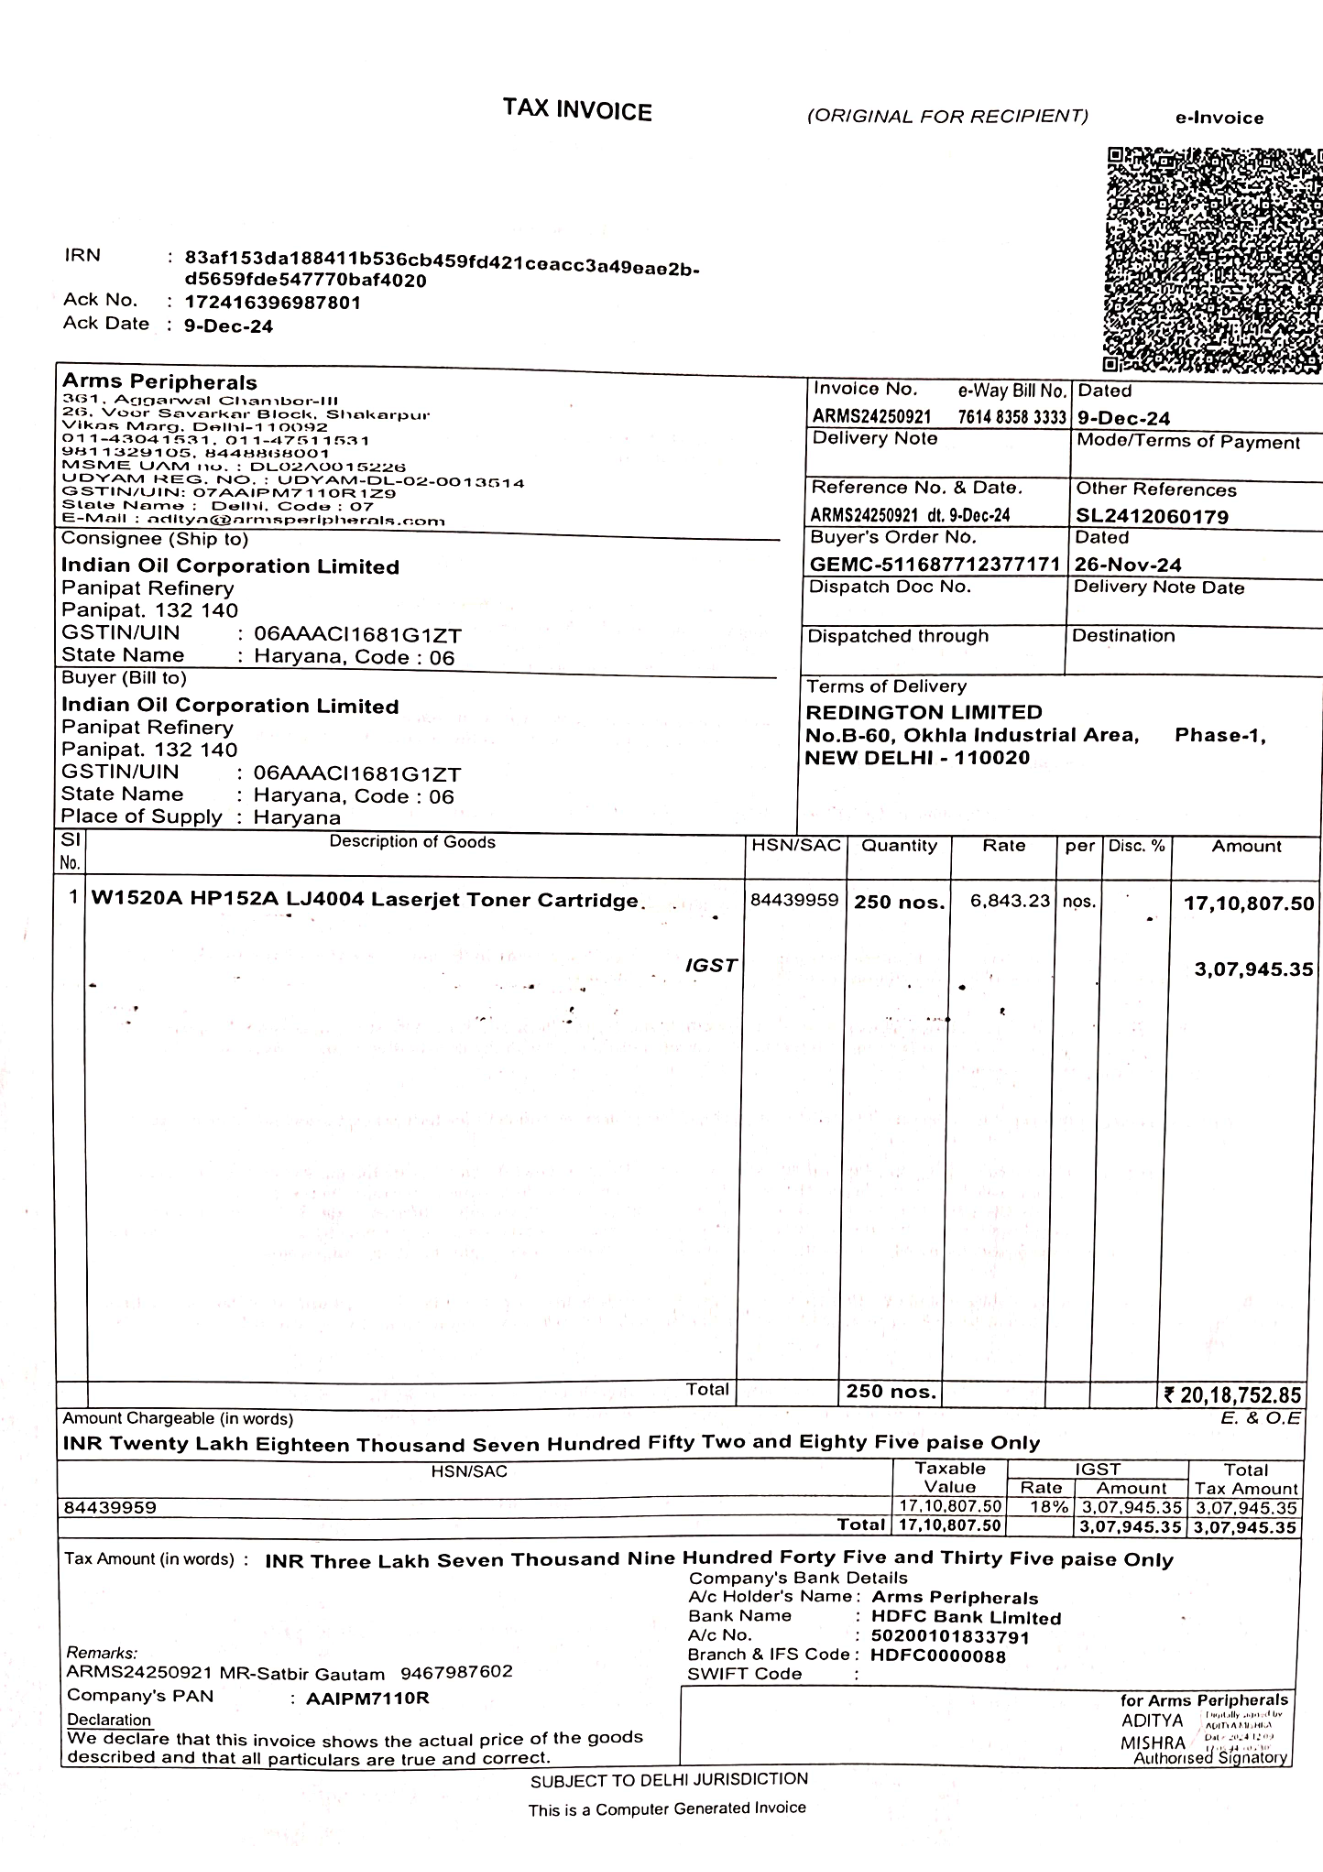 TAX INVOICE
(ORIGINAL FOR RECIPIENT)
e-Invoice
IRN : 83af153da188411b536cb459fd421ceacc3a49eae2b-
d5659fde547770baf4020
Ack No. : 172416396987801
Ack Date : 9-Dec-24
Arms Peripherals
361, Aggarwal Chambor-III
26, Veer Savarkar Block, Shakarpur
Vikas Marg, Delhi-110092
011-43041531, 011-47511531
9811329105, 8448868001
MSME UAM no. : DL02A0015226
UDYAM REG. NO. : UDYAM-DL-02-0013514
GSTIN/UIN: 07AAIPM7110R1Z9
State Name : Delhi, Code : 07
E-Mail : aditya@armsperipherals.com
Invoice No. e-Way Bill No. Dated
ARMS24250921 7614 8358 3333 9-Dec-24
Delivery Note Mode/Terms of Payment
Reference No. & Date. Other References
ARMS24250921 dt. 9-Dec-24 SL2412060179
Buyer's Order No. Dated
GEMC-511687712377171 26-Nov-24
Dispatch Doc No. Delivery Note Date
Dispatched through Destination
Terms of Delivery
REDINGTON LIMITED
No.B-60, Okhla Industrial Area, Phase-1,
NEW DELHI - 110020
Consignee (Ship to)
Indian Oil Corporation Limited
Panipat Refinery
Panipat. 132 140
GSTIN/UIN : 06AAACI1681G1ZT
State Name : Haryana, Code : 06
Buyer (Bill to)
Indian Oil Corporation Limited
Panipat Refinery
Panipat. 132 140
GSTIN/UIN : 06AAACI1681G1ZT
State Name : Haryana, Code : 06
Place of Supply : Haryana
SI No. Description of Goods HSN/SAC Quantity Rate per Disc. % Amount
1 W1520A HP152A LJ4004 Laserjet Toner Cartridge. 84439959 250 nos. 6,843.23 nos. 17,10,807.50
IGST 3,07,945.35
Total 250 nos. ₹ 20,18,752.85
Amount Chargeable (in words) E. & O.E
INR Twenty Lakh Eighteen Thousand Seven Hundred Fifty Two and Eighty Five paise Only
HSN/SAC Taxable Value IGST Rate Amount Total Tax Amount
84439959 17,10,807.50 18% 3,07,945.35 3,07,945.35
Total 17,10,807.50 3,07,945.35 3,07,945.35
Tax Amount (in words) : INR Three Lakh Seven Thousand Nine Hundred Forty Five and Thirty Five paise Only
Company's Bank Details
A/c Holder's Name : Arms Peripherals
Bank Name : HDFC Bank Limited
A/c No. : 50200101833791
Branch & IFS Code : HDFC0000088
SWIFT Code :
Remarks:
ARMS24250921 MR-Satbir Gautam 9467987602
Company's PAN : AAIPM7110R
Declaration
We declare that this invoice shows the actual price of the goods
described and that all particulars are true and correct.
for Arms Peripherals
ADITYA
MISHRA
Digitally signed by
ADITYA MISHRA
Authorised Signatory
SUBJECT TO DELHI JURISDICTION
This is a Computer Generated Invoice